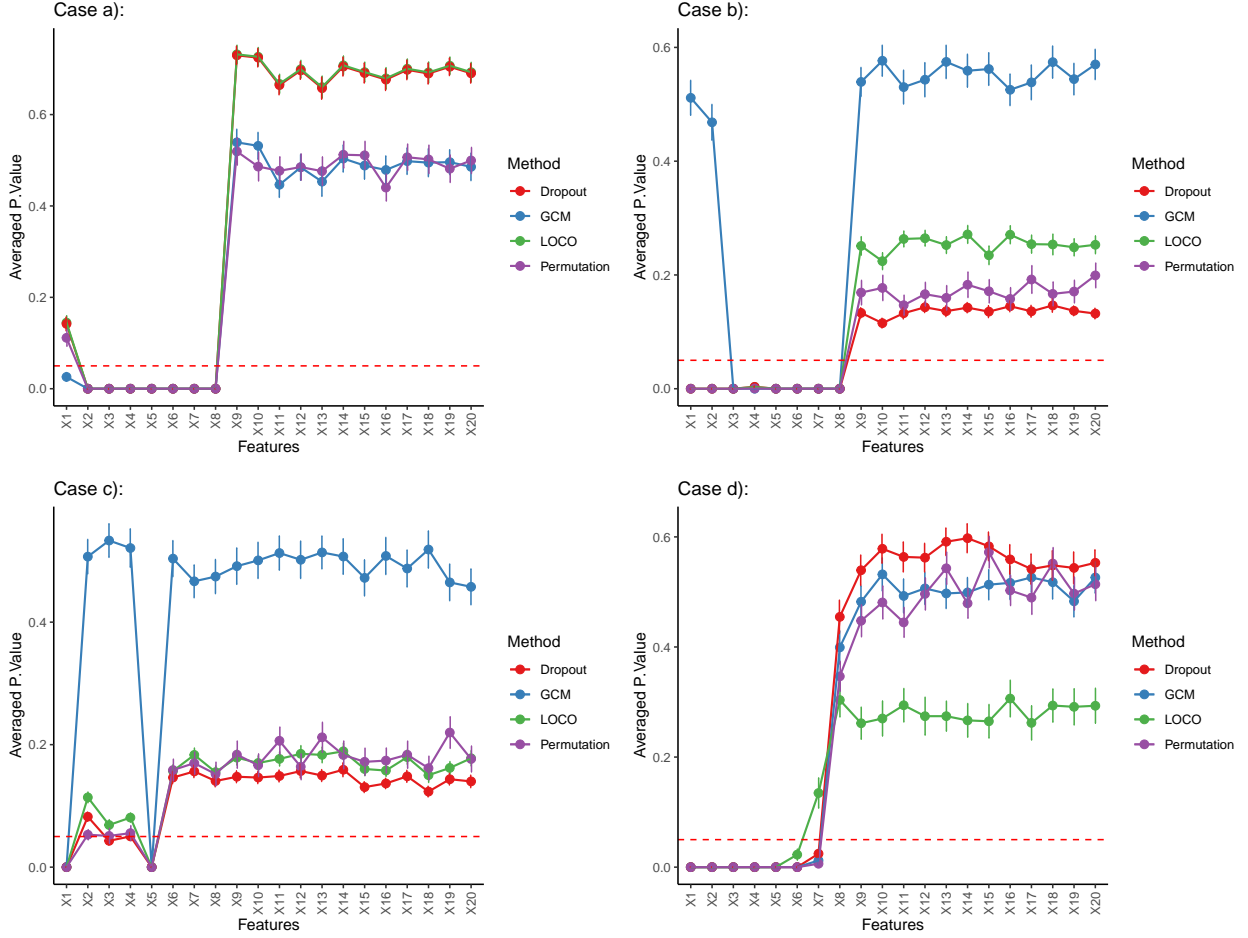 Case a):
Averaged P.Value
0.6
0.4
0.2
0.0
X1 X2 X3 X4 X5 X6 X7 X8 X9 X10 X11 X12 X13 X14 X15 X16 X17 X18 X19 X20
Features
Method
Dropout
GCM
LOCO
Permutation
Case b):
Averaged P.Value
0.6
0.4
0.2
0.0
X1 X2 X3 X4 X5 X6 X7 X8 X9 X10 X11 X12 X13 X14 X15 X16 X17 X18 X19 X20
Features
Method
Dropout
GCM
LOCO
Permutation
Case c):
Averaged P.Value
0.4
0.2
0.0
X1 X2 X3 X4 X5 X6 X7 X8 X9 X10 X11 X12 X13 X14 X15 X16 X17 X18 X19 X20
Features
Method
Dropout
GCM
LOCO
Permutation
Case d):
Averaged P.Value
0.6
0.4
0.2
0.0
X1 X2 X3 X4 X5 X6 X7 X8 X9 X10 X11 X12 X13 X14 X15 X16 X17 X18 X19 X20
Features
Method
Dropout
GCM
LOCO
Permutation